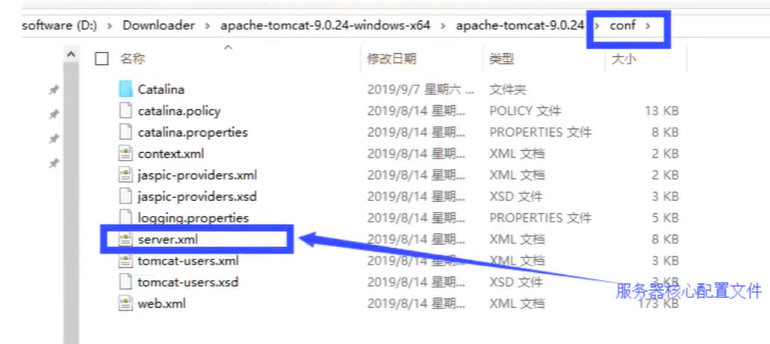 software (D:) › Downloader › apache-tomcat-9.0.24-windows-x64 › apache-tomcat-9.0.24 › conf ›
名称 修改日期 类型 大小
Catalina 2019/9/7 星期六 ... 文件夹
catalina.policy 2019/8/14 星期... POLICY 文件 13 KB
catalina.properties 2019/8/14 星期... PROPERTIES 文件 8 KB
context.xml 2019/8/14 星期... XML 文档 2 KB
jaspic-providers.xml 2019/8/14 星期... XML 文档 2 KB
jaspic-providers.xsd 2019/8/14 星期... XSD 文件 3 KB
logging.properties 2019/8/14 星期... PROPERTIES 文件 5 KB
server.xml 2019/8/14 星期... XML 文档 8 KB
tomcat-users.xml 2019/8/14 星期... XML 文档 3 KB
tomcat-users.xsd 2019/8/14 星期... XSD 文件 3 KB
服务器核心配置文件
web.xml 2019/8/14 星期... XML 文档 173 KB